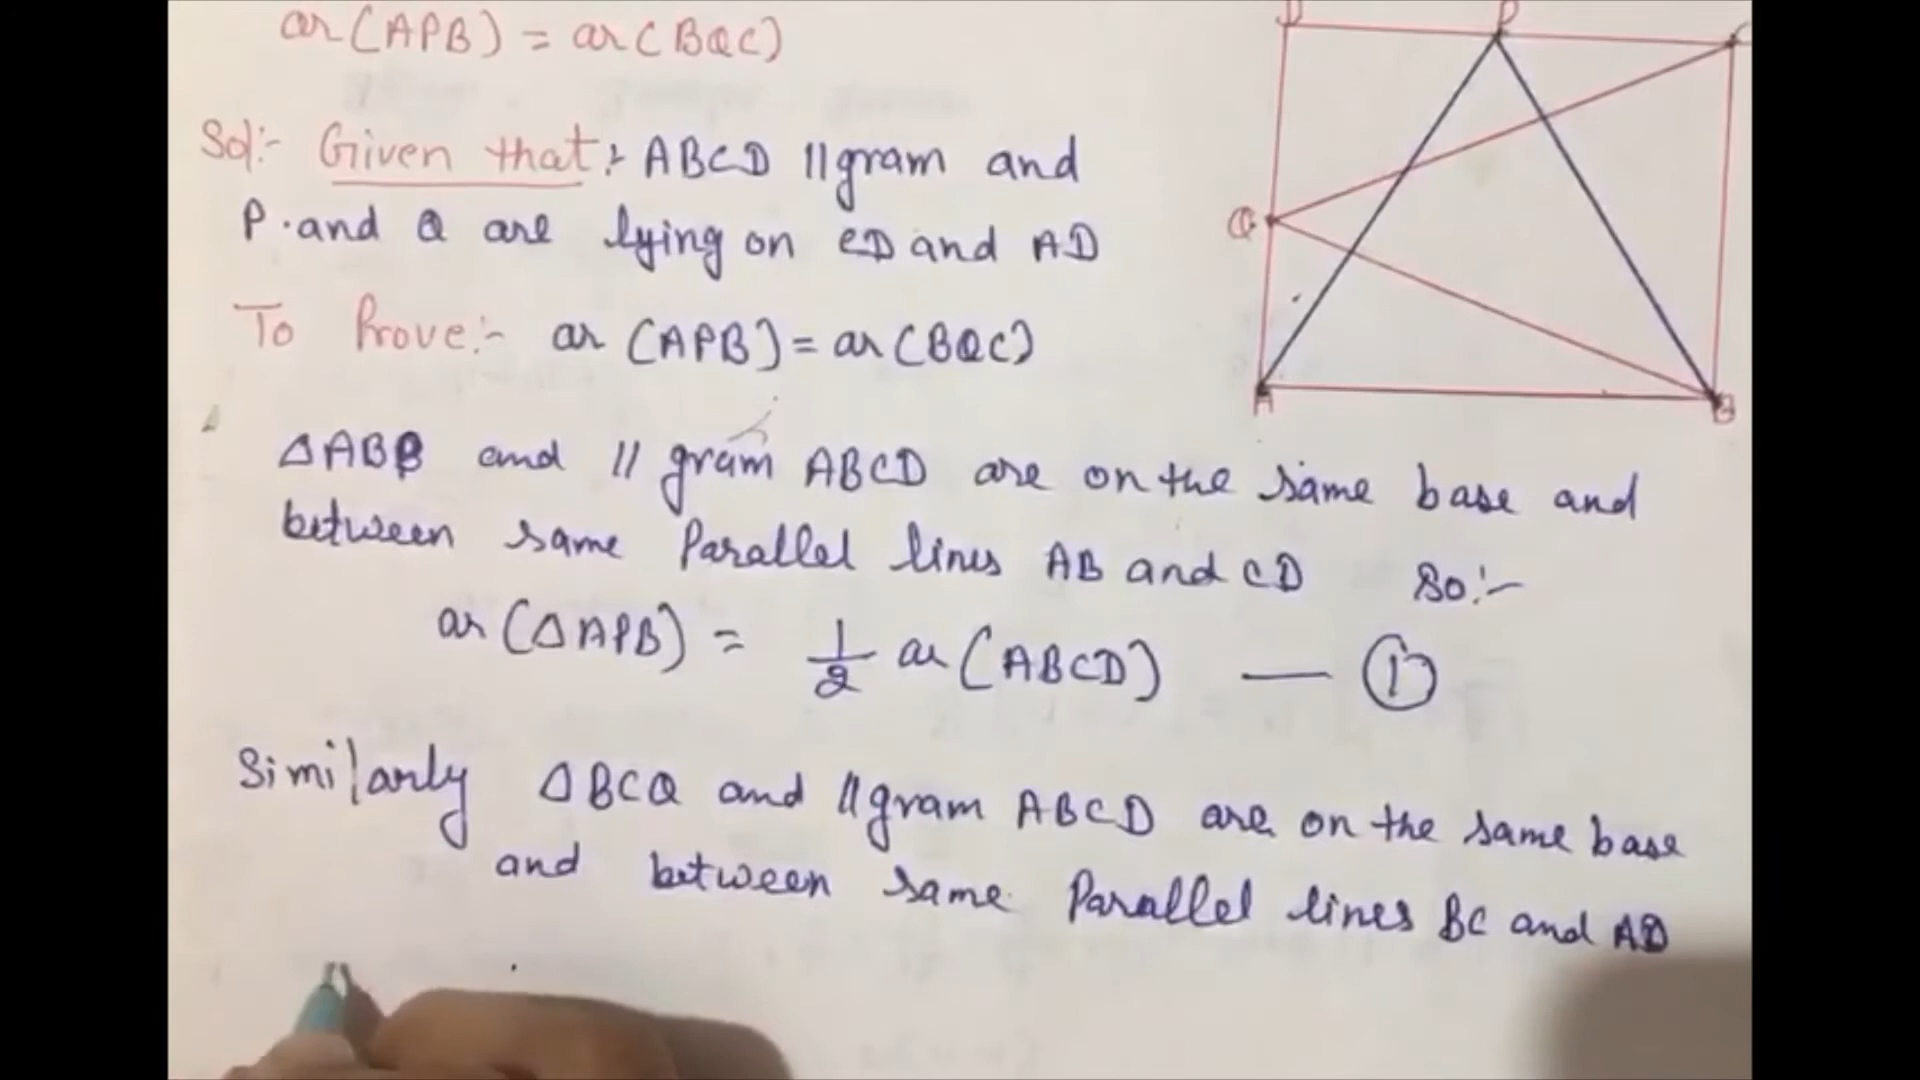 ar (APB) = ar (BQC)
D P C
Sol:- Given that:- ABCD ||gram and
P. and Q are lying on CD and AD
Q
To Prove:- ar (APB) = ar (BQC)
A B
△ABP and || gram ABCD are on the same base and
between same Parallel lines AB and CD So:-
ar (△APB) = 1/2 ar (ABCD) — ①
Similarly △BCQ and ||gram ABCD are on the same base
and between same Parallel lines BC and AD